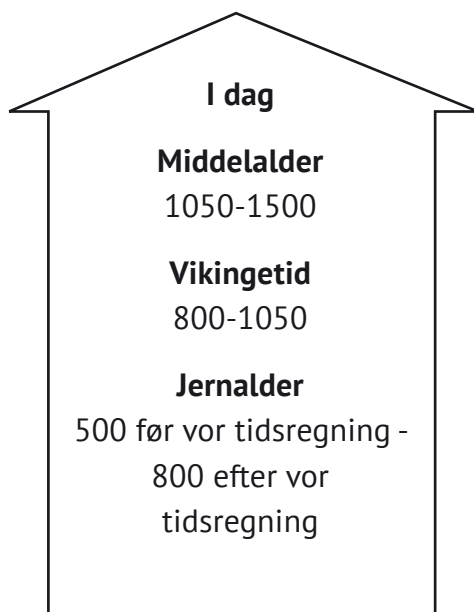 I dag
Middelalder
1050-1500
Vikingetid
800-1050
Jernalder
500 før vor tidsregning -
800 efter vor
tidsregning